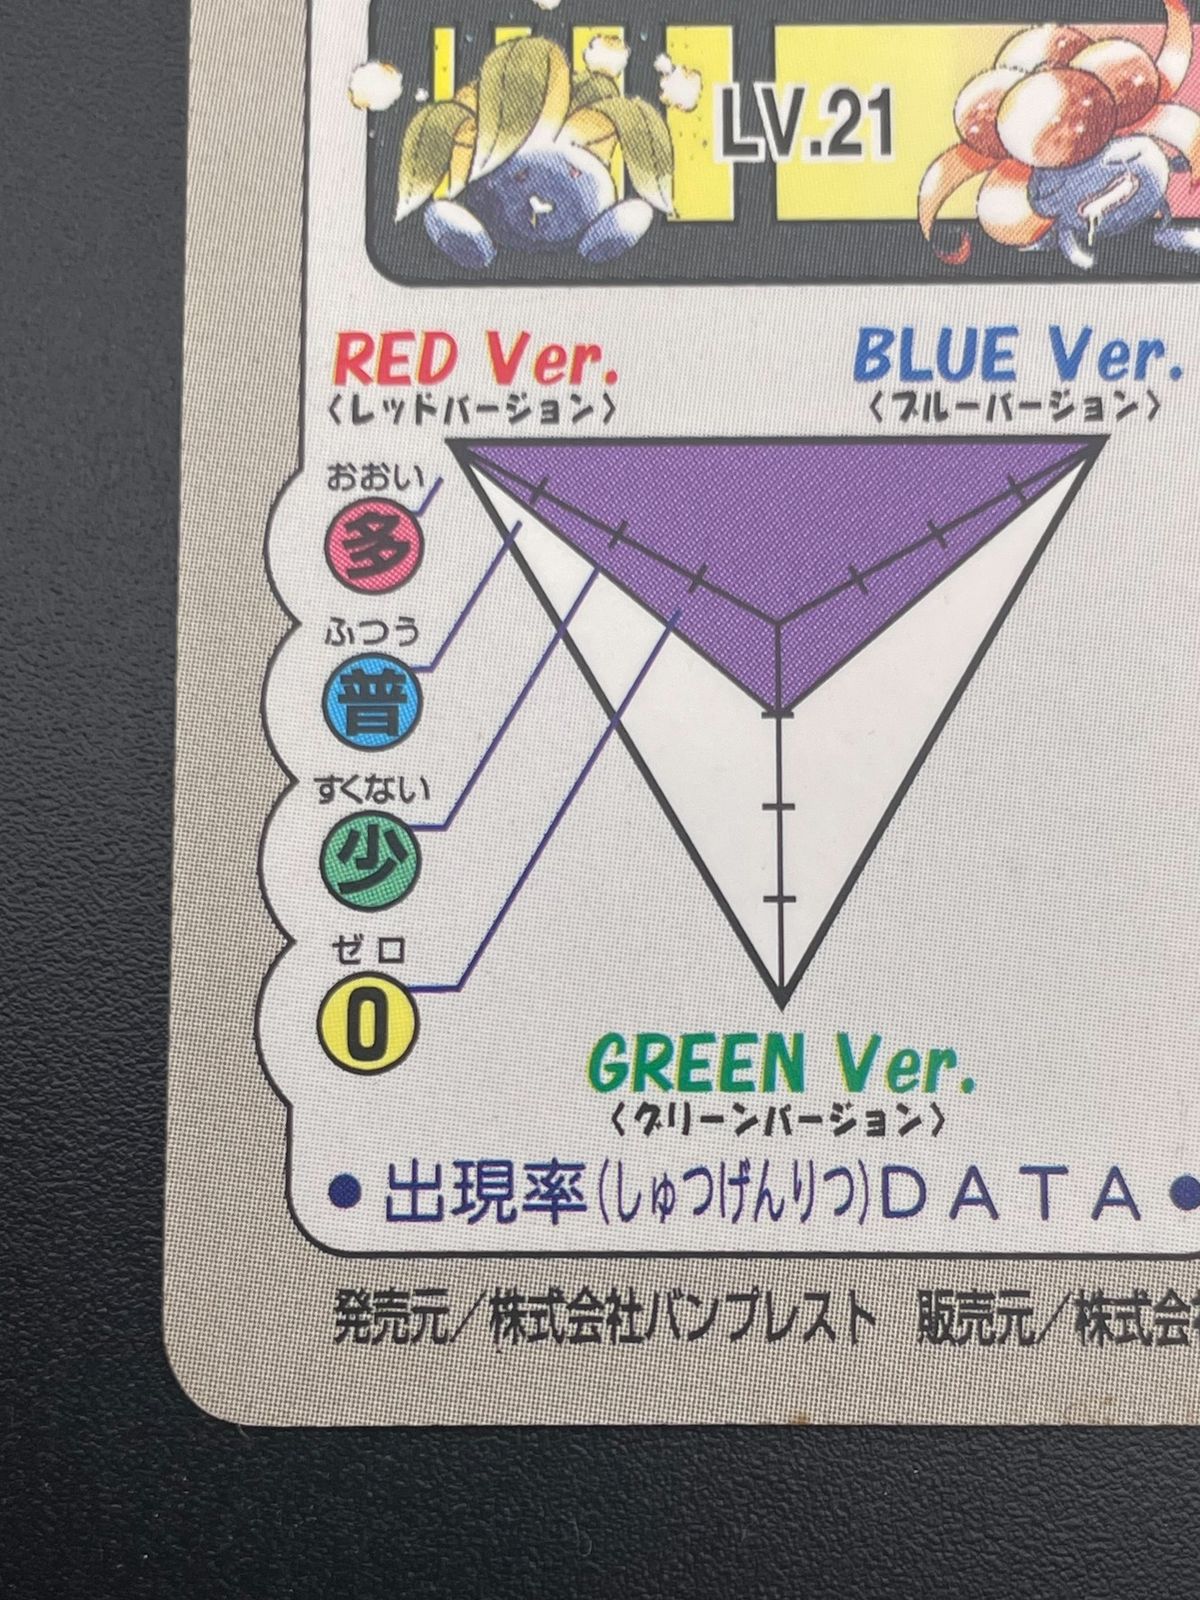 LV.21
RED Ver.
〈レッドバージョン〉
BLUE Ver.
〈ブルーバージョン〉
おおい
多
ふつう
普
すくない
少
ゼロ
0
GREEN Ver.
〈グリーンバージョン〉
●出現率(しゅつげんりつ)DATA●
発売元／株式会社バンプレスト 販売元／株式会